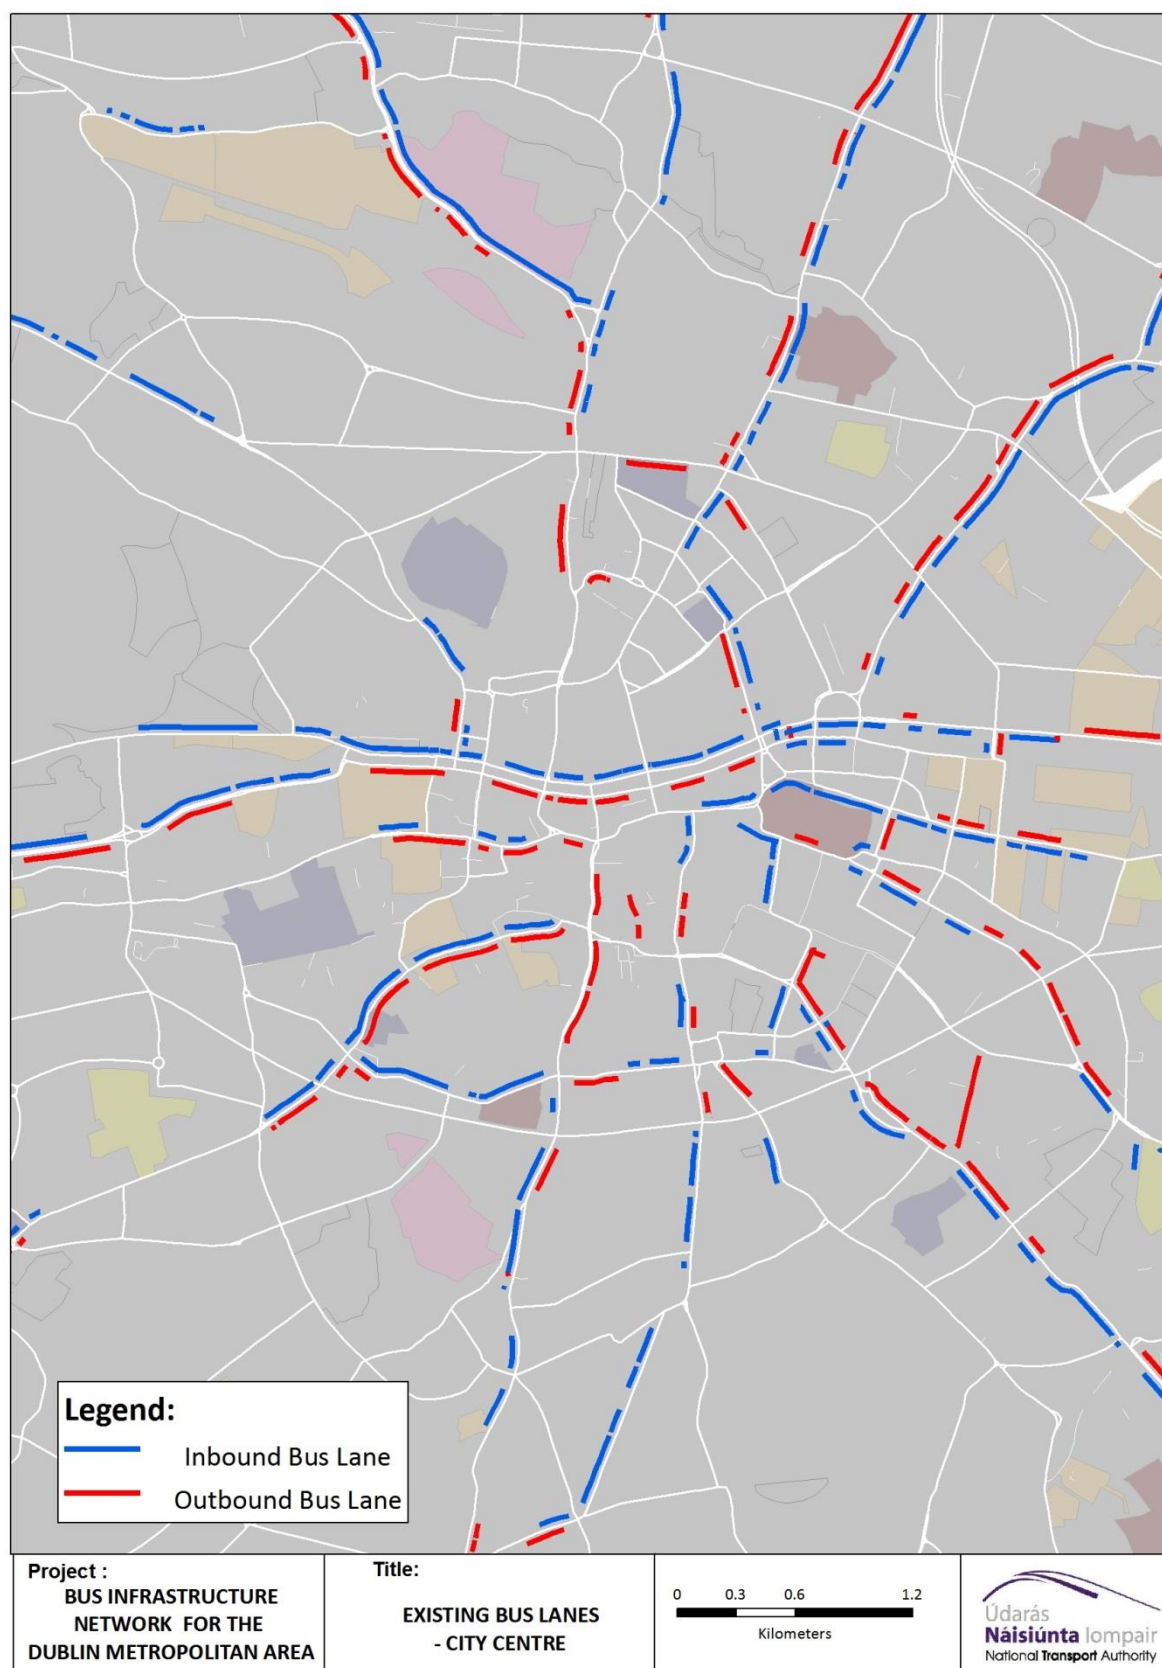 Legend:
Inbound Bus Lane
Outbound Bus Lane
Project :
BUS INFRASTRUCTURE
NETWORK FOR THE
DUBLIN METROPOLITAN AREA
Title:
EXISTING BUS LANES
- CITY CENTRE
0 0.3 0.6 1.2
Kilometers
Údarás
Náisiúnta Iompair
National Transport Authority